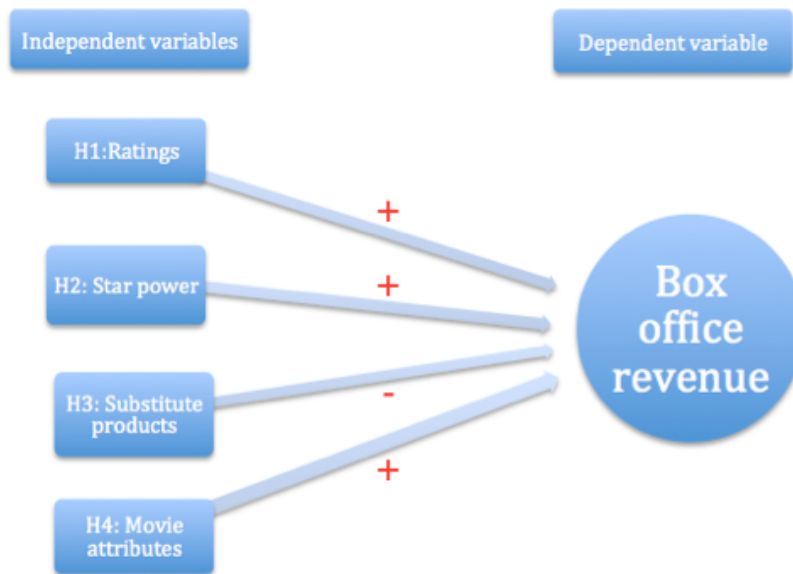 Independent variables
Dependent variable
H1:Ratings
+
H2: Star power
+
Box
office
revenue
H3: Substitute
products
-
H4: Movie
attributes
+